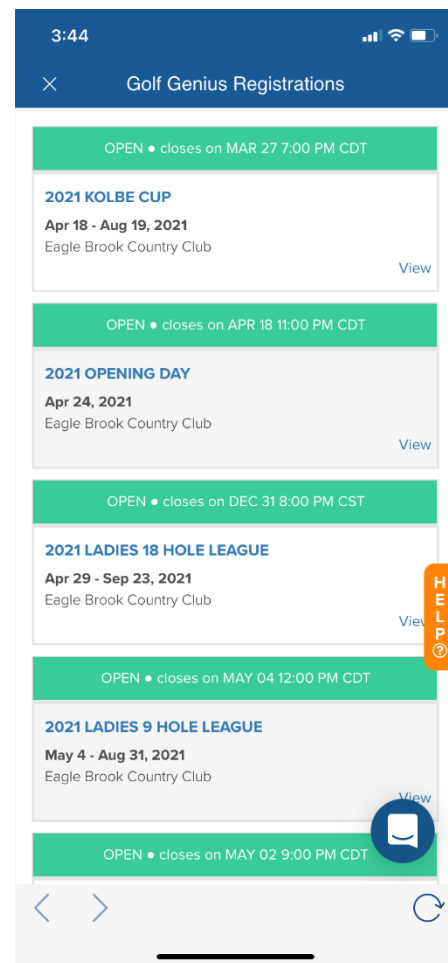 3:44
Golf Genius Registrations
OPEN ● closes on MAR 27 7:00 PM CDT
2021 KOLBE CUP
Apr 18 - Aug 19, 2021
Eagle Brook Country Club
View
OPEN ● closes on APR 18 11:00 PM CDT
2021 OPENING DAY
Apr 24, 2021
Eagle Brook Country Club
View
OPEN ● closes on DEC 31 8:00 PM CST
2021 LADIES 18 HOLE LEAGUE
Apr 29 - Sep 23, 2021
Eagle Brook Country Club
View
HELP?
OPEN ● closes on MAY 04 12:00 PM CDT
2021 LADIES 9 HOLE LEAGUE
May 4 - Aug 31, 2021
Eagle Brook Country Club
View
OPEN ● closes on MAY 02 9:00 PM CDT